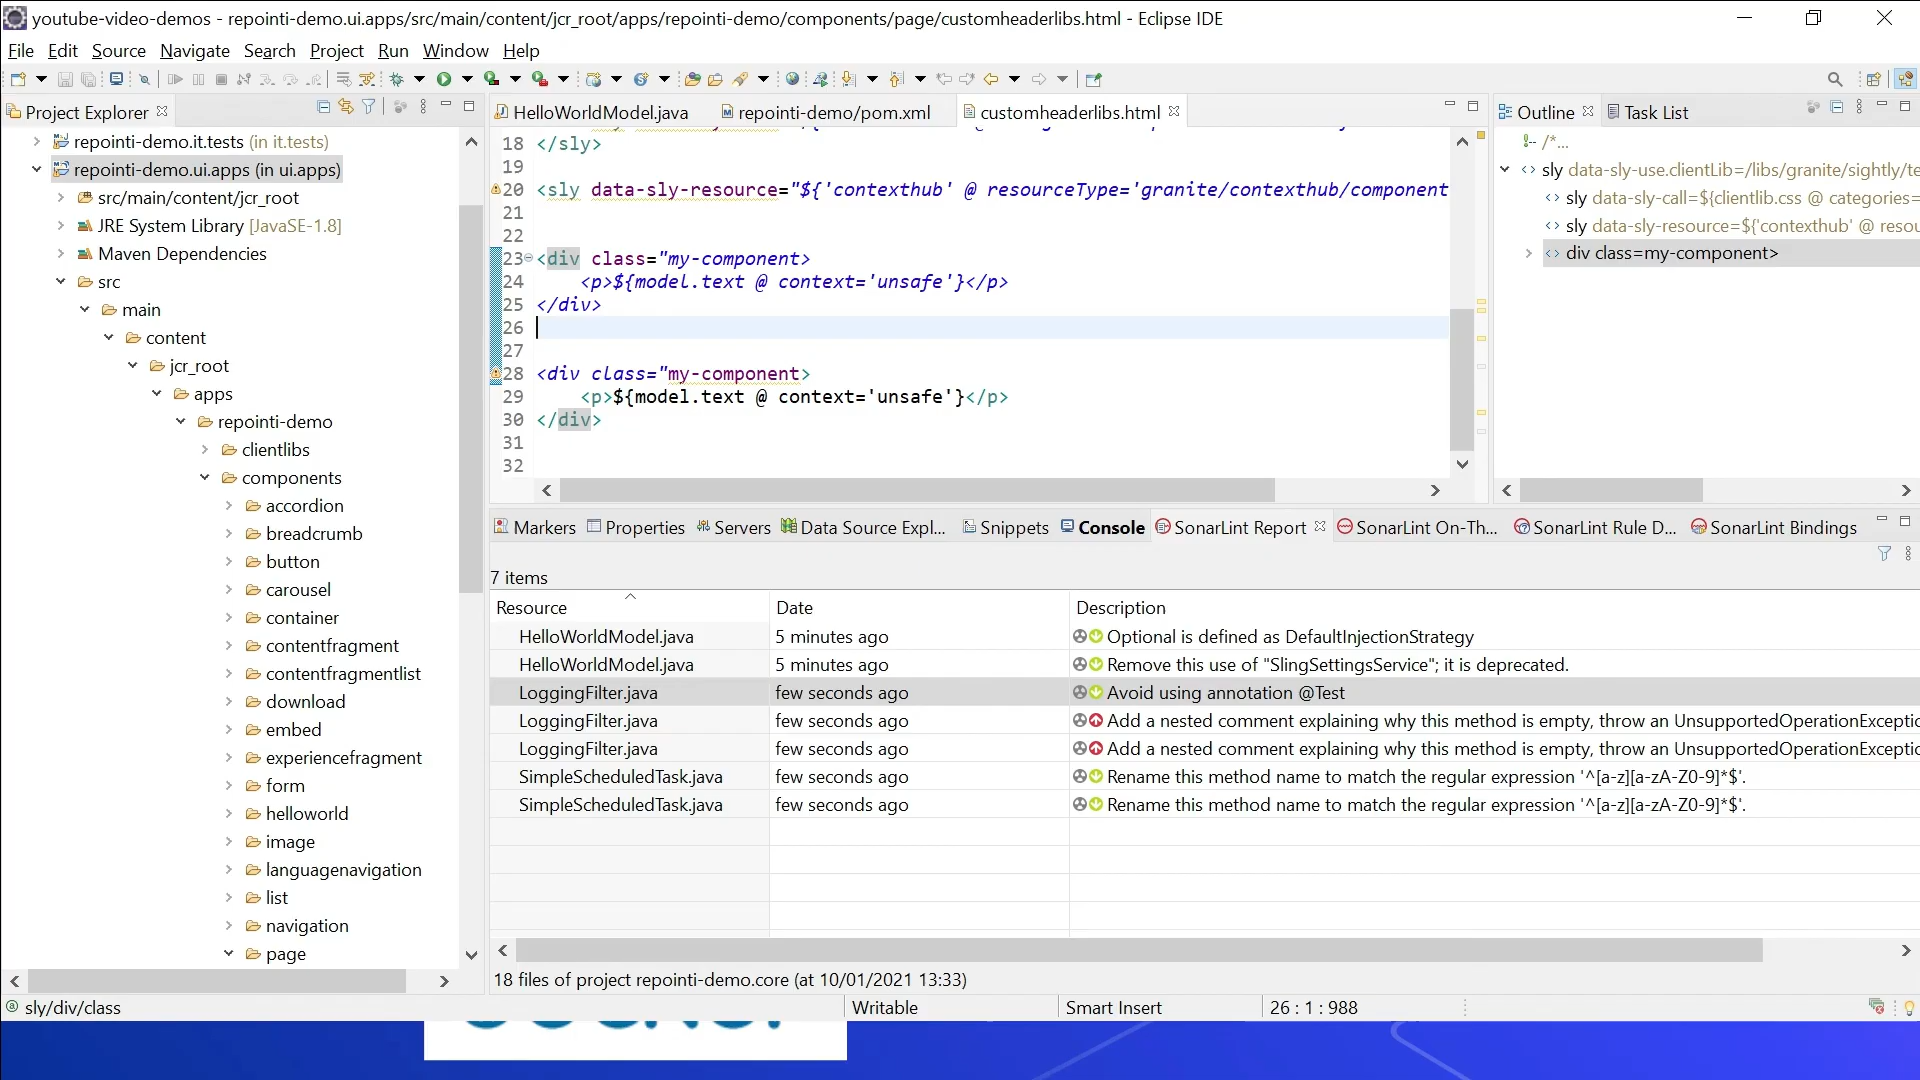 youtube-video-demos - repointi-demo.ui.apps/src/main/content/jcr_root/apps/repointi-demo/components/page/customheaderlibs.html - Eclipse IDE
File Edit Source Navigate Search Project Run Window Help
Project Explorer
repointi-demo.it.tests (in it.tests)
repointi-demo.ui.apps (in ui.apps)
src/main/content/jcr_root
JRE System Library [JavaSE-1.8]
Maven Dependencies
src
main
content
jcr_root
apps
repointi-demo
clientlibs
components
accordion
breadcrumb
button
carousel
container
contentfragment
contentfragmentlist
download
embed
experiencefragment
form
helloworld
image
languagenavigation
list
navigation
page
HelloWorldModel.java repointi-demo/pom.xml customheaderlibs.html
18 </sly>
19
20 <sly data-sly-resource="${'contexthub' @ resourceType='granite/contexthub/component
21
22
23 <div class="my-component>
24 <p>${model.text @ context='unsafe'}</p>
25 </div>
26
27
28 <div class="my-component>
29 <p>${model.text @ context='unsafe'}</p>
30 </div>
31
32
Outline Task List
/*...
sly data-sly-use.clientLib=/libs/granite/sightly/te
sly data-sly-call=${clientlib.css @ categories=
sly data-sly-resource=${'contexthub' @ resou
div class=my-component>
Markers Properties Servers Data Source Expl... Snippets Console SonarLint Report SonarLint On-Th... SonarLint Rule D... SonarLint Bindings
7 items
Resource Date Description
HelloWorldModel.java 5 minutes ago Optional is defined as DefaultInjectionStrategy
HelloWorldModel.java 5 minutes ago Remove this use of "SlingSettingsService"; it is deprecated.
LoggingFilter.java few seconds ago Avoid using annotation @Test
LoggingFilter.java few seconds ago Add a nested comment explaining why this method is empty, throw an UnsupportedOperationExceptio
LoggingFilter.java few seconds ago Add a nested comment explaining why this method is empty, throw an UnsupportedOperationExceptio
SimpleScheduledTask.java few seconds ago Rename this method name to match the regular expression '^[a-z][a-zA-Z0-9]*$'.
SimpleScheduledTask.java few seconds ago Rename this method name to match the regular expression '^[a-z][a-zA-Z0-9]*$'.
18 files of project repointi-demo.core (at 10/01/2021 13:33)
sly/div/class Writable Smart Insert 26 : 1 : 988